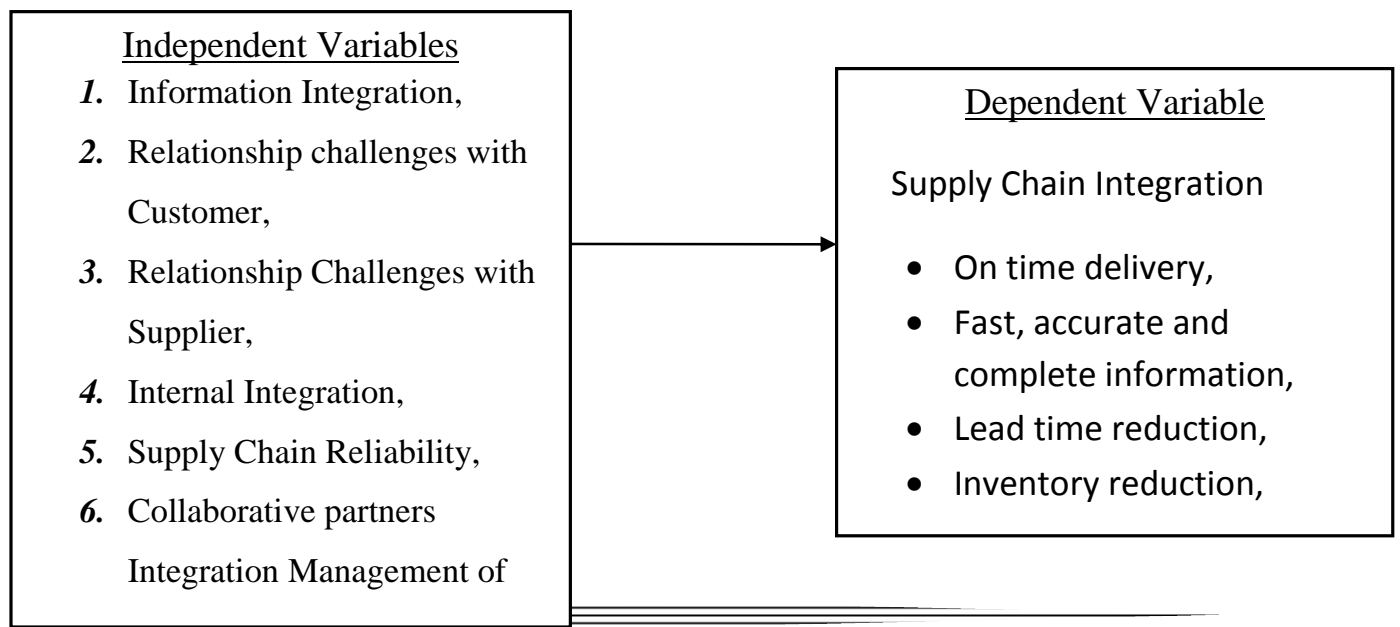 Independent Variables
1. Information Integration,
2. Relationship challenges with
Customer,
3. Relationship Challenges with
Supplier,
4. Internal Integration,
5. Supply Chain Reliability,
6. Collaborative partners
Integration Management of
Dependent Variable
Supply Chain Integration
• On time delivery,
• Fast, accurate and
complete information,
• Lead time reduction,
• Inventory reduction,